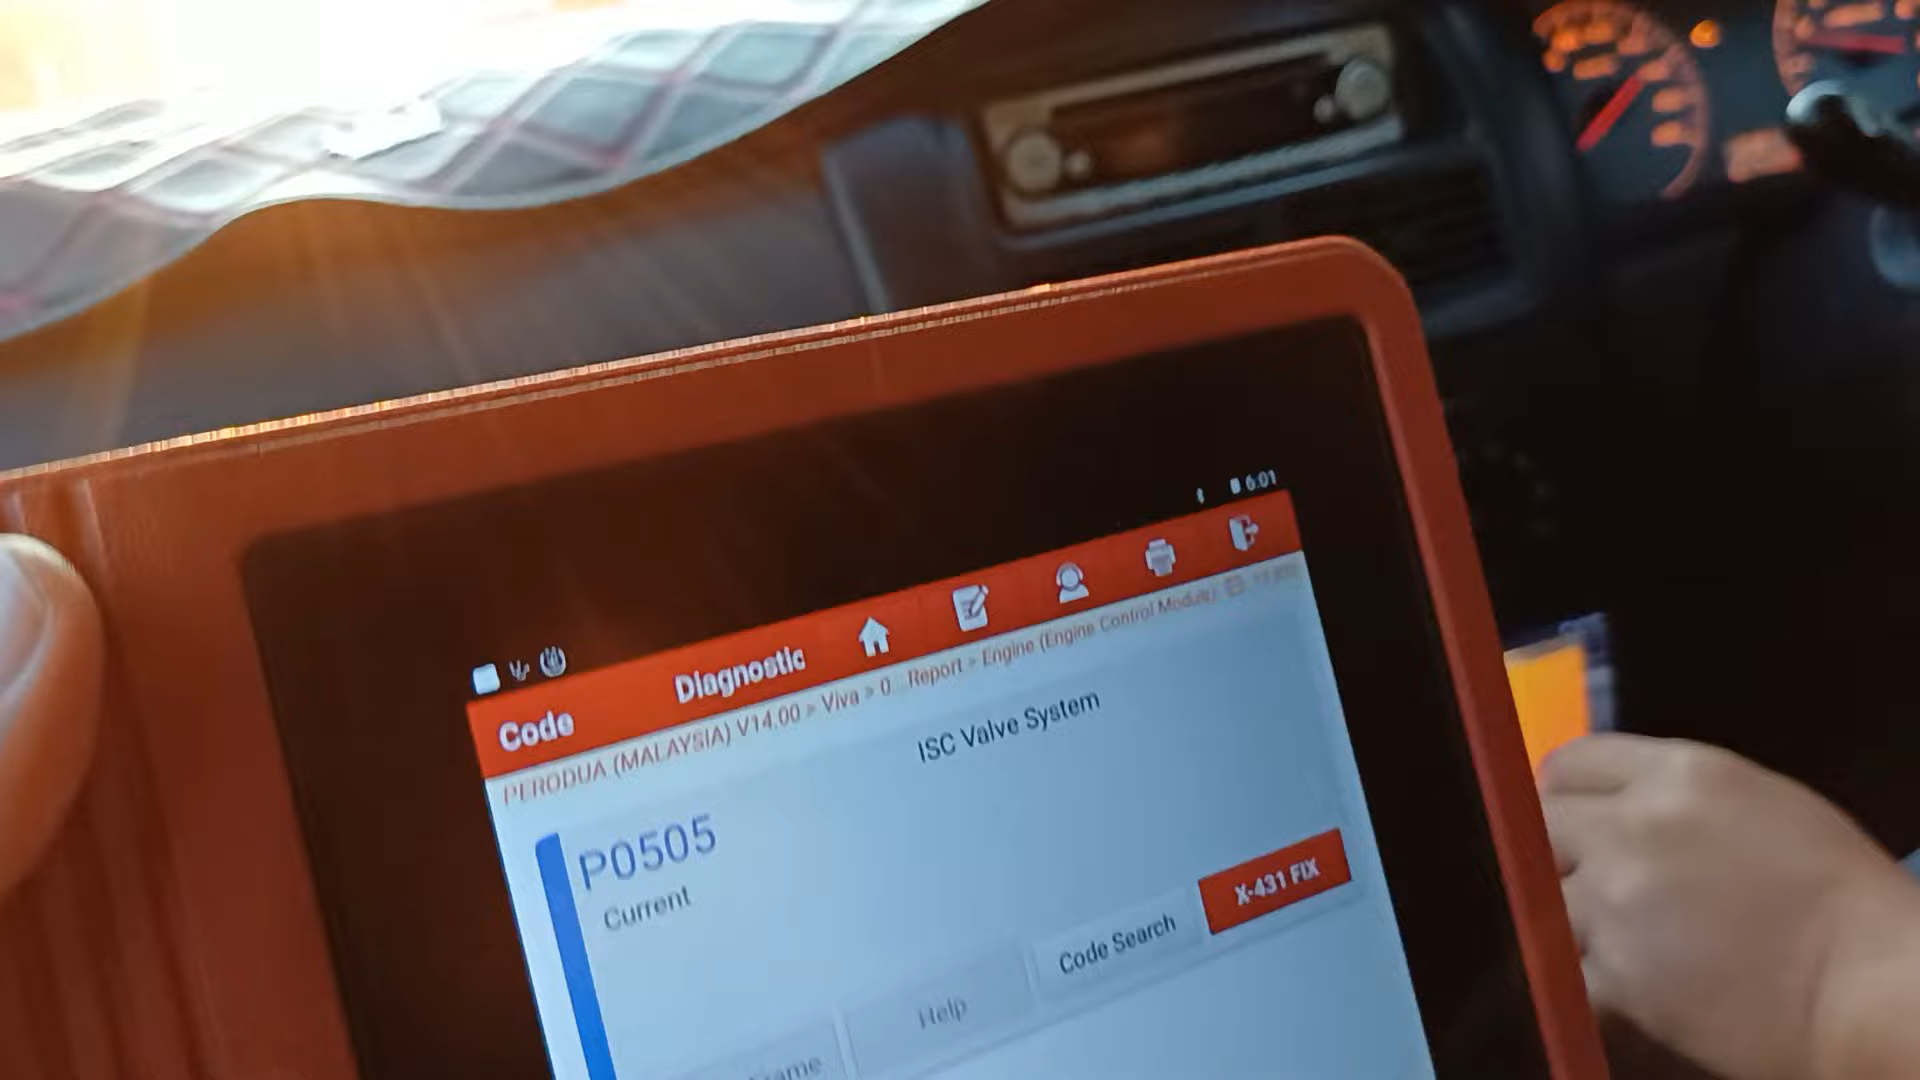 6:01
Code Diagnostic
PERODUA (MALAYSIA) V14.00 > Viva > 0...Report > Engine (Engine Control Module)
ISC Valve System
P0505
Current
X-431 FIX
Code Search
Help